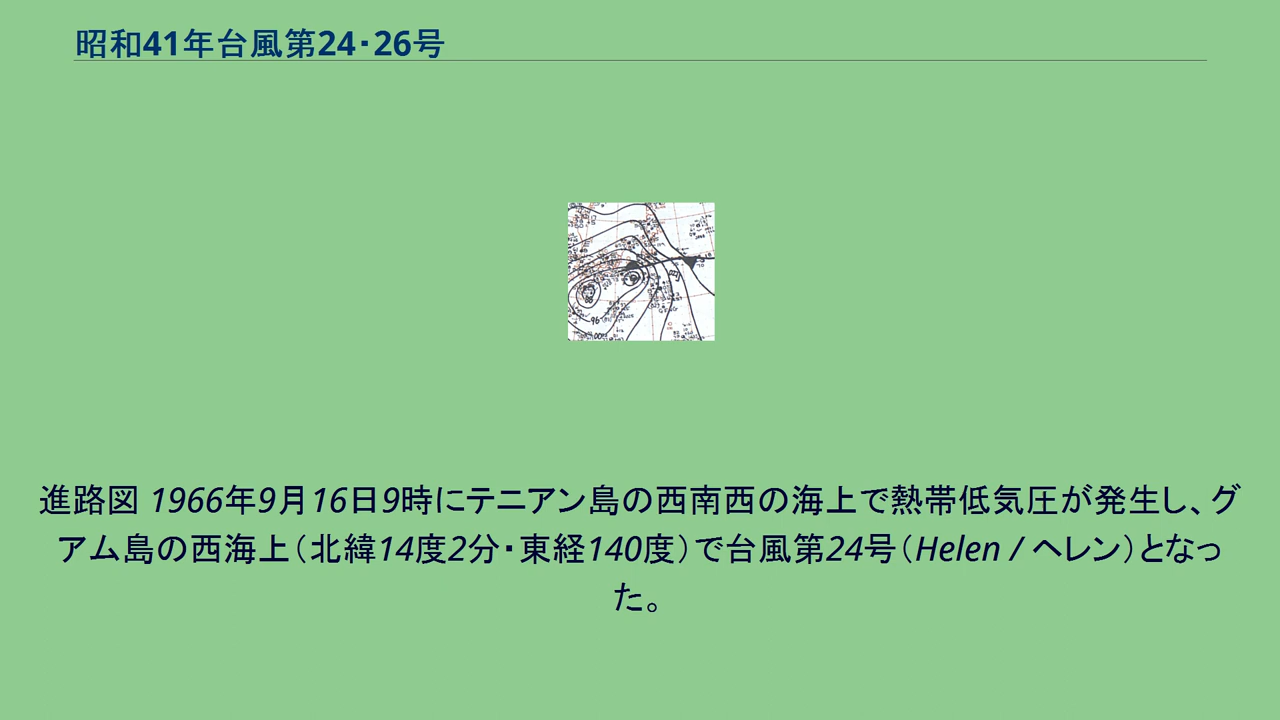 昭和41年台風第24・26号
進路図 1966年9月16日9時にテニアン島の西南西の海上で熱帯低気圧が発生し、グ
アム島の西海上（北緯14度2分・東経140度）で台風第24号（Helen / ヘレン）となっ
た。